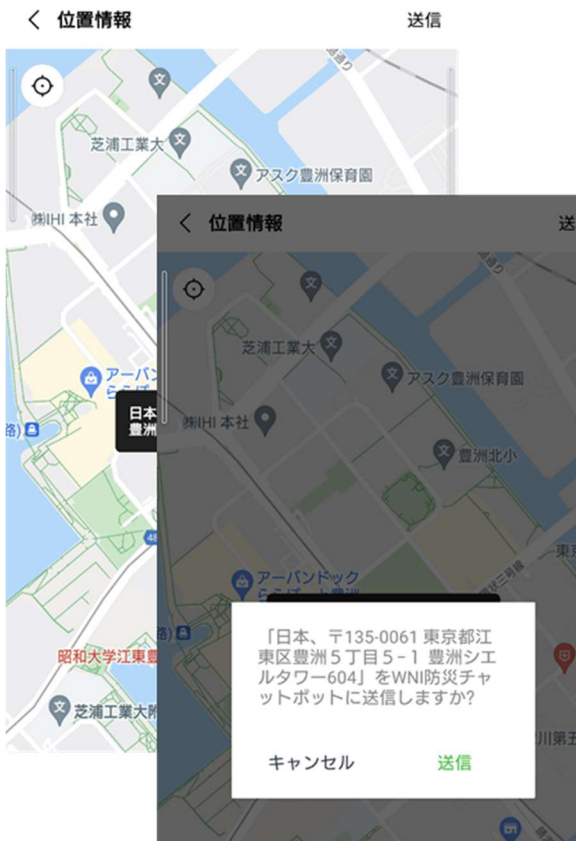 位置情報
送信
芝浦工業大
アスク豊洲保育園
㈱IHI 本社
アーバン
日本
豊洲
路)
昭和大学江東豊
芝浦工業大附
位置情報
送
芝浦工業大
アスク豊洲保育園
㈱IHI 本社
豊洲北小
アーバンドック
「日本、〒135-0061 東京都江
東区豊洲５丁目５−１ 豊洲シエ
ルタワー604」をWNI防災チャ
ットボットに送信しますか?
キャンセル
送信
川第五